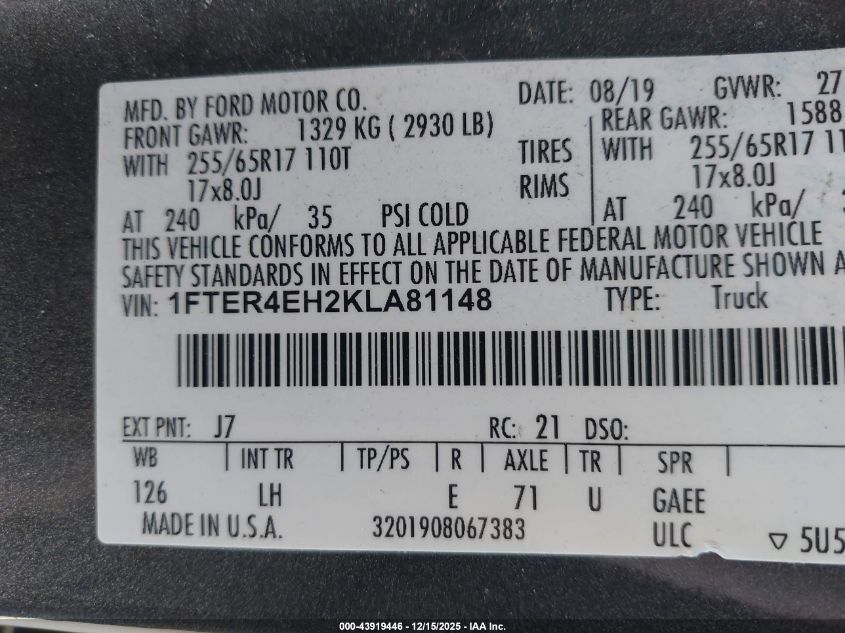 MFD. BY FORD MOTOR CO. DATE: 08/19 GVWR: 27
FRONT GAWR: 1329 KG ( 2930 LB) REAR GAWR: 1588
WITH 255/65R17 110T TIRES WITH 255/65R17 11
17x8.0J RIMS 17x8.0J
AT 240 kPa/ 35 PSI COLD AT 240 kPa/
THIS VEHICLE CONFORMS TO ALL APPLICABLE FEDERAL MOTOR VEHICLE
SAFETY STANDARDS IN EFFECT ON THE DATE OF MANUFACTURE SHOWN A
VIN: 1FTER4EH2KLA81148 TYPE: Truck
EXT PNT: J7 RC: 21 DSO:
WB INT TR TP/PS R AXLE TR SPR
126 LH E 71 U GAEE
MADE IN U.S.A. 3201908067383 ULC ▽ 5U5
000-43919446 - 12/15/2025 - IAA Inc.